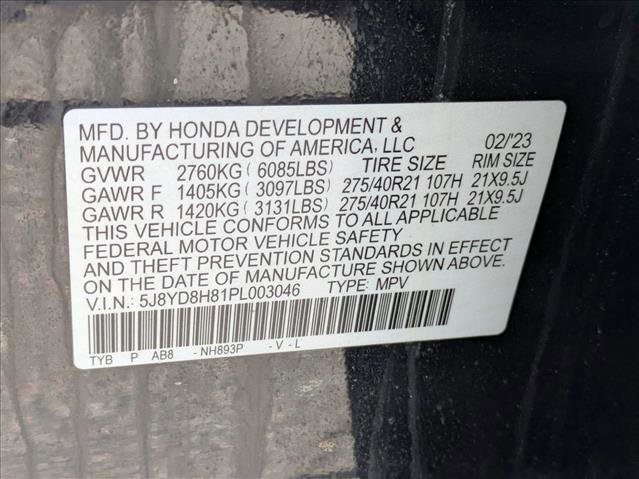 MFD. BY HONDA DEVELOPMENT &
MANUFACTURING OF AMERICA, LLC 02/'23
GVWR 2760KG ( 6085LBS) TIRE SIZE RIM SIZE
GAWR F 1405KG ( 3097LBS) 275/40R21 107H 21X9.5J
GAWR R 1420KG ( 3131LBS) 275/40R21 107H 21X9.5J
THIS VEHICLE CONFORMS TO ALL APPLICABLE
FEDERAL MOTOR VEHICLE SAFETY
AND THEFT PREVENTION STANDARDS IN EFFECT
ON THE DATE OF MANUFACTURE SHOWN ABOVE.
V.I.N.: 5J8YD8H81PL003046 TYPE: MPV
TYB P AB8 - NH893P - V - L